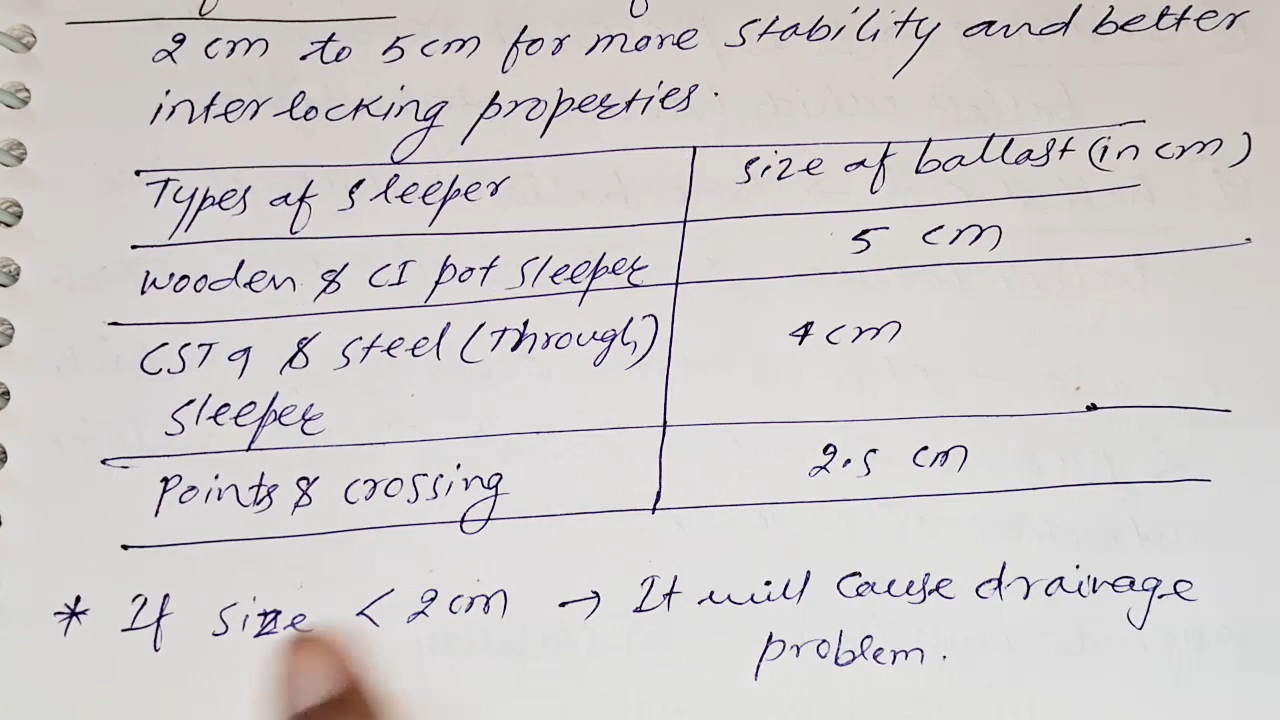 2 cm to 5 cm for more stability and better
interlocking properties.
Types of sleeper size of ballast (in cm)
wooden & CI pot sleeper 5 cm
CST 9 & steel (Through) 4 cm
sleeper
Points & crossing 2.5 cm
* If size < 2 cm → It will cause drainage
problem.